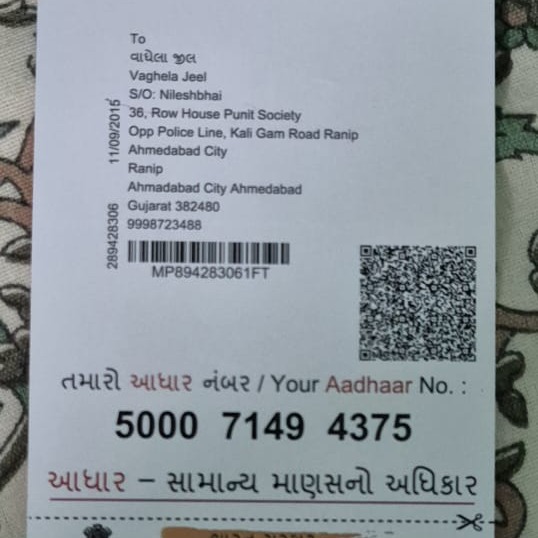 To
વાઘેલા જીલ
Vaghela Jeel
S/O: Nileshbhai
36, Row House Punit Society
Opp Police Line, Kali Gam Road Ranip
Ahmedabad City
Ranip
Ahmadabad City Ahmedabad
Gujarat 382480
9998723488
289428306 11/09/2015
MP894283061FT
તમારો આધાર નંબર / Your Aadhaar No. :
5000 7149 4375
આધાર – સામાન્ય માણસનો અધિકાર